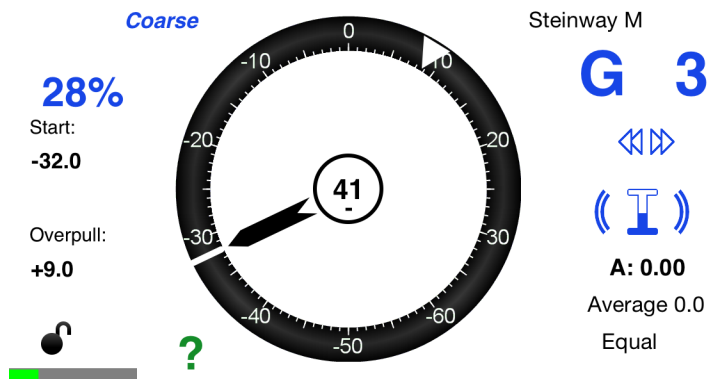 Coarse
Steinway M
28%
G 3
Start:
-32.0
Overpull:
+9.0
0
-10
10
-20
-20
-30
30
-40
-60
-50
41
-
A: 0.00
Average 0.0
Equal
?